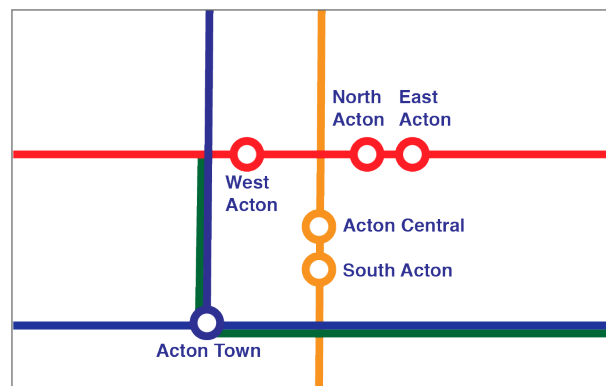 North
Acton
East
Acton
West
Acton
Acton Central
South Acton
Acton Town